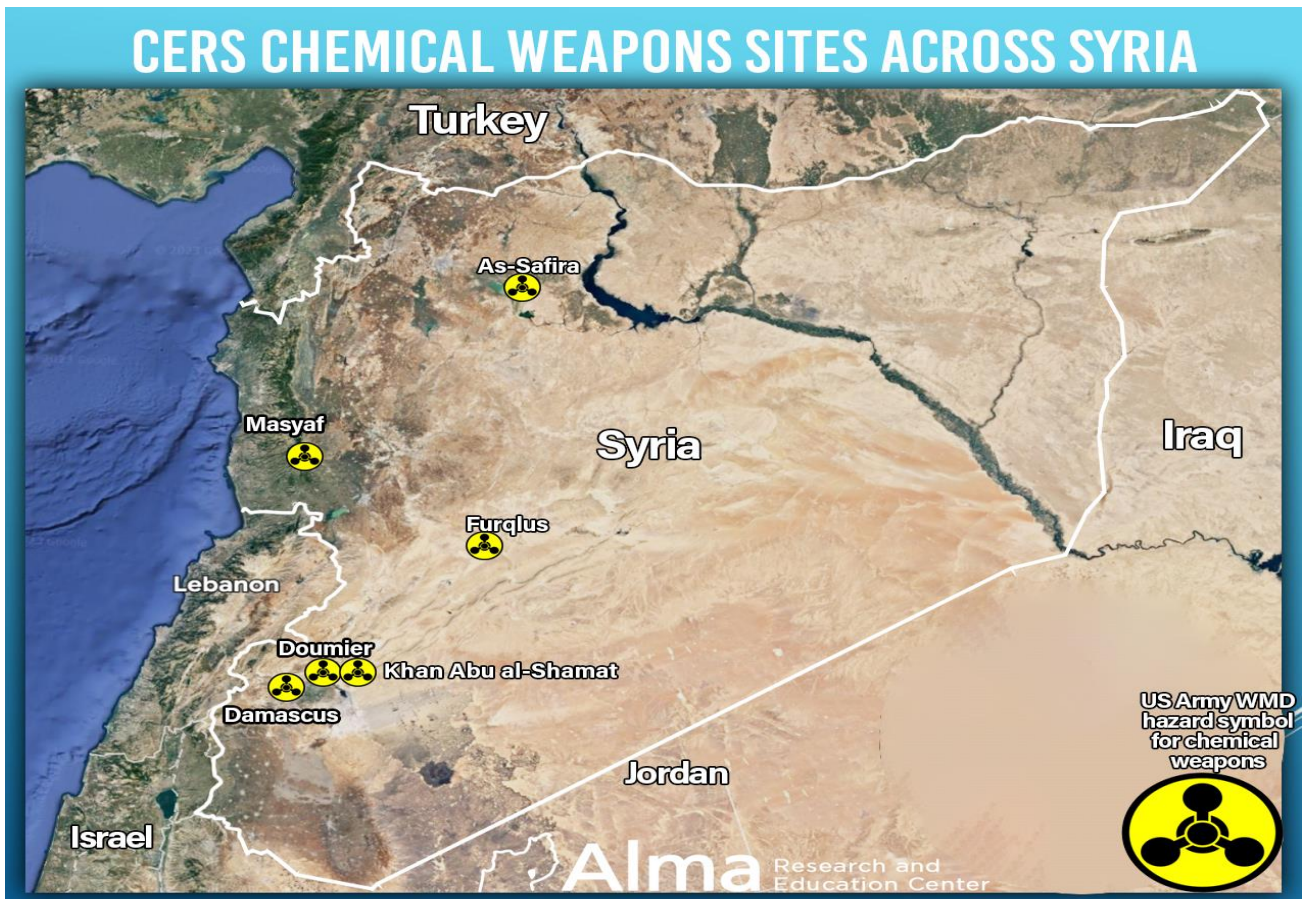 CERS CHEMICAL WEAPONS SITES ACROSS SYRIA
Turkey
As-Safira
Masyaf
Syria
Iraq
Furqlus
Lebanon
Doumier
Khan Abu al-Shamat
Damascus
US Army WMD
hazard symbol
for chemical
weapons
Jordan
Israel
Alma Research and
Education Center